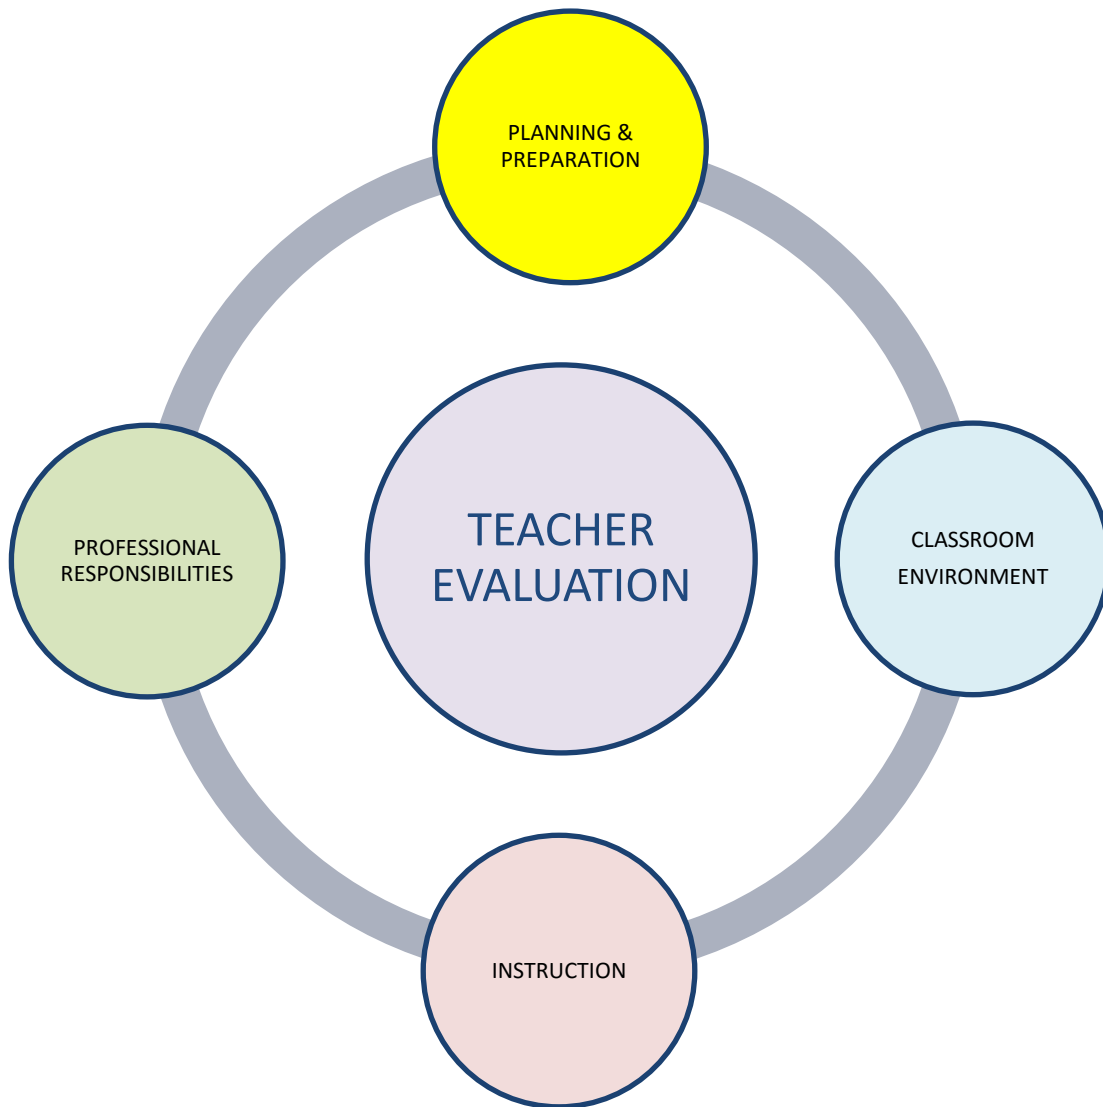 PLANNING &
PREPARATION
TEACHER
EVALUATION
PROFESSIONAL
RESPONSIBILITIES
CLASSROOM
ENVIRONMENT
INSTRUCTION